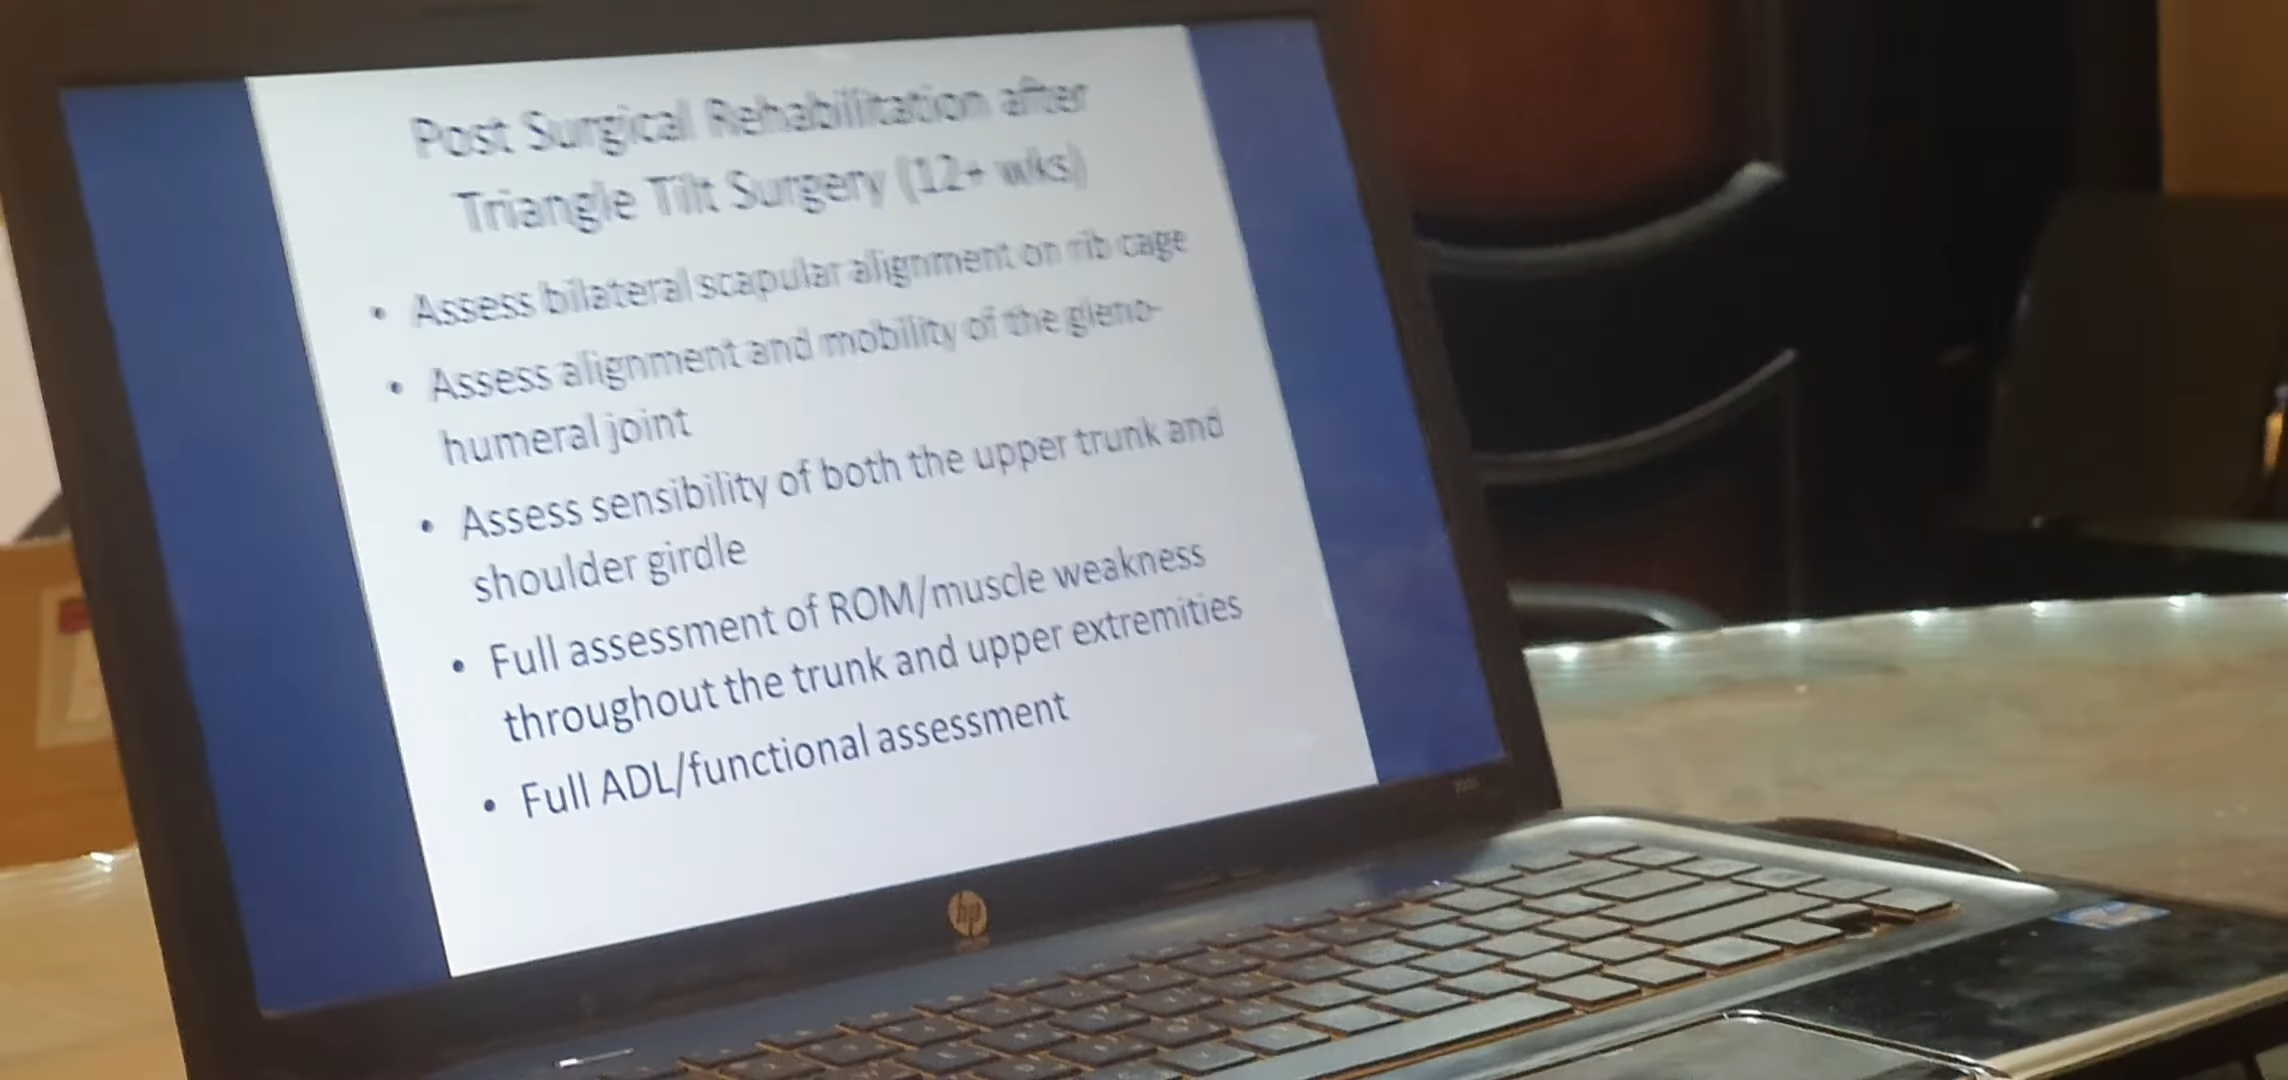 Post Surgical Rehabilitation after
Triangle Tilt Surgery (12+ wks)
• Assess bilateral scapular alignment on rib cage
• Assess alignment and mobility of the gleno-
humeral joint
• Assess sensibility of both the upper trunk and
shoulder girdle
• Full assessment of ROM/muscle weakness
throughout the trunk and upper extremities
• Full ADL/functional assessment
hp